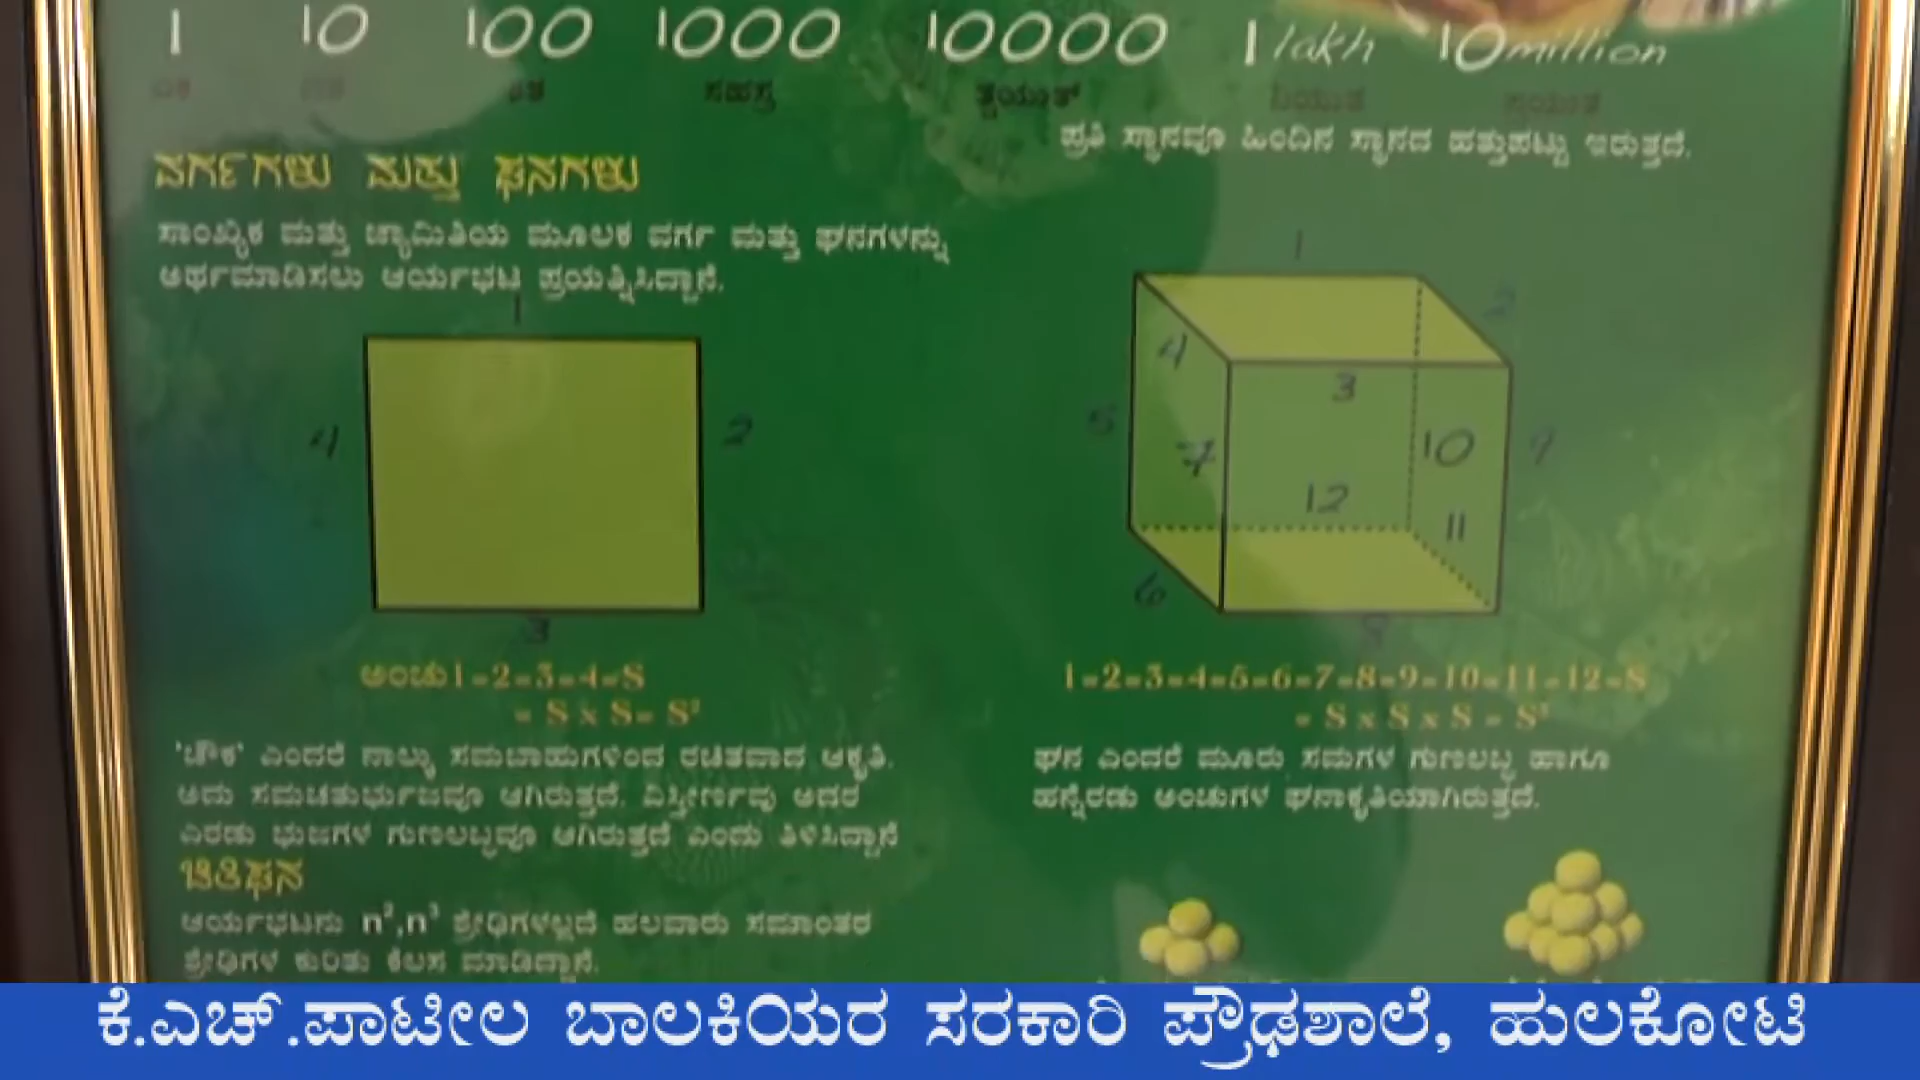 1 10 100 1000 10000 1 lakh 10 million
ಶತ ಸಹಸ್ರ ನಿಯುತ ಪ್ರಯುತ
ಪ್ರತಿ ಸ್ಥಾನವೂ ಹಿಂದಿನ ಸ್ಥಾನದ ಹತ್ತುಪಟ್ಟು ಇರುತ್ತದೆ.
ವರ್ಗಗಳು ಮತ್ತು ಘನಗಳು
ಸಾಂಖ್ಯಿಕ ಮತ್ತು ಜ್ಯಾಮಿತಿಯ ಮೂಲಕ ವರ್ಗ ಮತ್ತು ಘನಗಳನ್ನು
ಅರ್ಥಮಾಡಿಸಲು ಆರ್ಯಭಟ ಪ್ರಯತ್ನಿಸಿದ್ದಾನೆ.
1
4 2
3
1
2
4
3
5 7 10 9
12
11
6
8
ಅಂಚು 1=2=3=4=S
= S x S= S²
1=2=3=4=5=6=7=8=9=10=11=12=S
= S x S x S = S³
'ಚೌಕ' ಎಂದರೆ ನಾಲ್ಕು ಸಮಬಾಹುಗಳಿಂದ ರಚಿತವಾದ ಆಕೃತಿ.
ಅದು ಸಮಚತುರ್ಭುಜವೂ ಆಗಿರುತ್ತದೆ. ವಿಸ್ತೀರ್ಣವು ಅದರ
ಎರಡು ಭುಜಗಳ ಗುಣಲಬ್ಧವೂ ಆಗಿರುತ್ತದೆ ಎಂದು ತಿಳಿಸಿದ್ದಾನೆ
ಘನ ಎಂದರೆ ಮೂರು ಸಮಗಳ ಗುಣಲಬ್ಧ ಹಾಗೂ
ಹನ್ನೆರಡು ಅಂಚುಗಳ ಘನಾಕೃತಿಯಾಗಿರುತ್ತದೆ.
ಚಿತಿಘನ
ಆರ್ಯಭಟನು n²,n³ ಶ್ರೇಢಿಗಳಲ್ಲದೆ ಹಲವಾರು ಸಮಾಂತರ
ಶ್ರೇಢಿಗಳ ಕುರಿತು ಕೆಲಸ ಮಾಡಿದ್ದಾನೆ.
ಕೆ.ಎಚ್.ಪಾಟೀಲ ಬಾಲಕಿಯರ ಸರಕಾರಿ ಪ್ರೌಢಶಾಲೆ, ಹುಲಕೋಟಿ